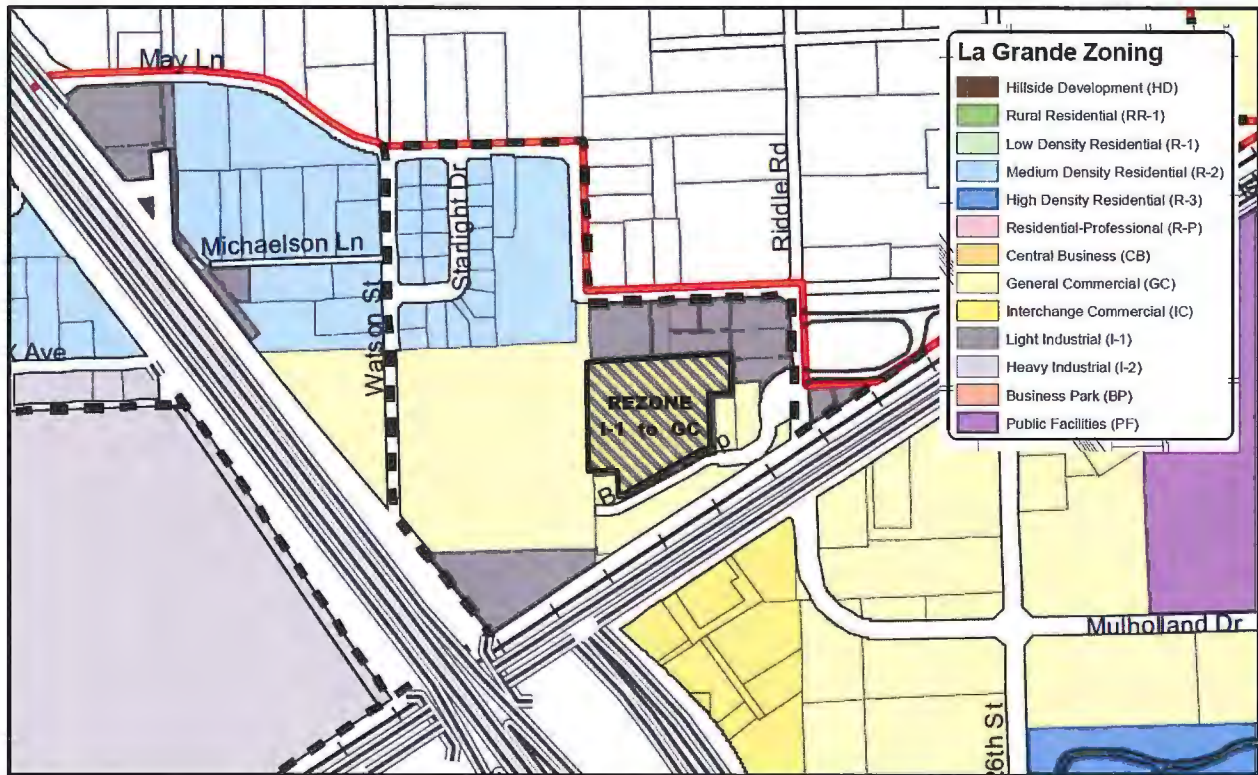 May Ln
Michaelson Ln
Starlight Dr
Watson St
Riddle Rd
Ave
REZONE
I-1 to GC
Mulholland Dr
26th St
La Grande Zoning
Hillside Development (HD)
Rural Residential (RR-1)
Low Density Residential (R-1)
Medium Density Residential (R-2)
High Density Residential (R-3)
Residential-Professional (R-P)
Central Business (CB)
General Commercial (GC)
Interchange Commercial (IC)
Light Industrial (I-1)
Heavy Industrial (I-2)
Business Park (BP)
Public Facilities (PF)